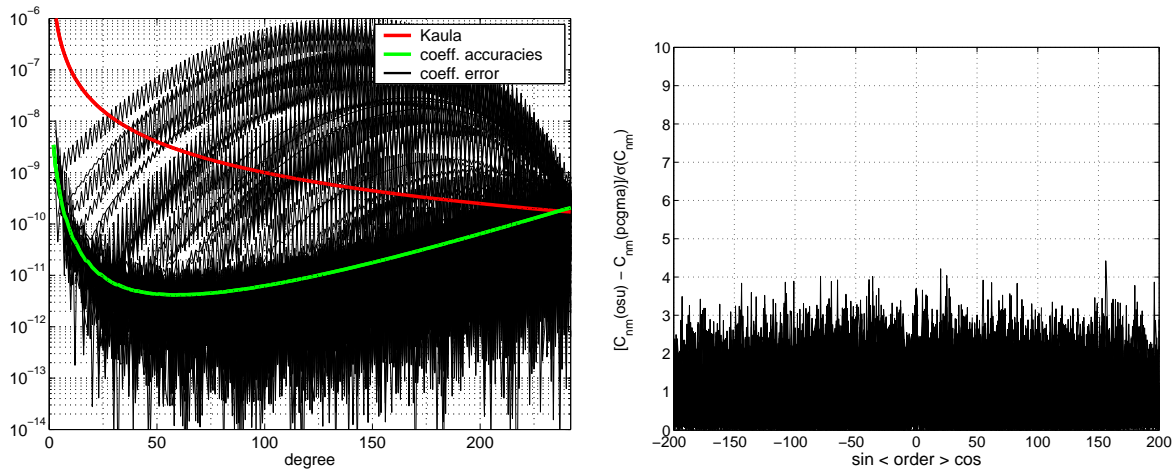 10^-6
10^-7
10^-8
10^-9
10^-10
10^-11
10^-12
10^-13
10^-14
0 50 100 150 200
degree
Kaula
coeff. accuracies
coeff. error
[C_nm(osu) − C_nm(pcgma)]/σ(C_nm)
10
9
8
7
6
5
4
3
2
1
0
−200 −150 −100 −50 0 50 100 150 200
sin < order > cos